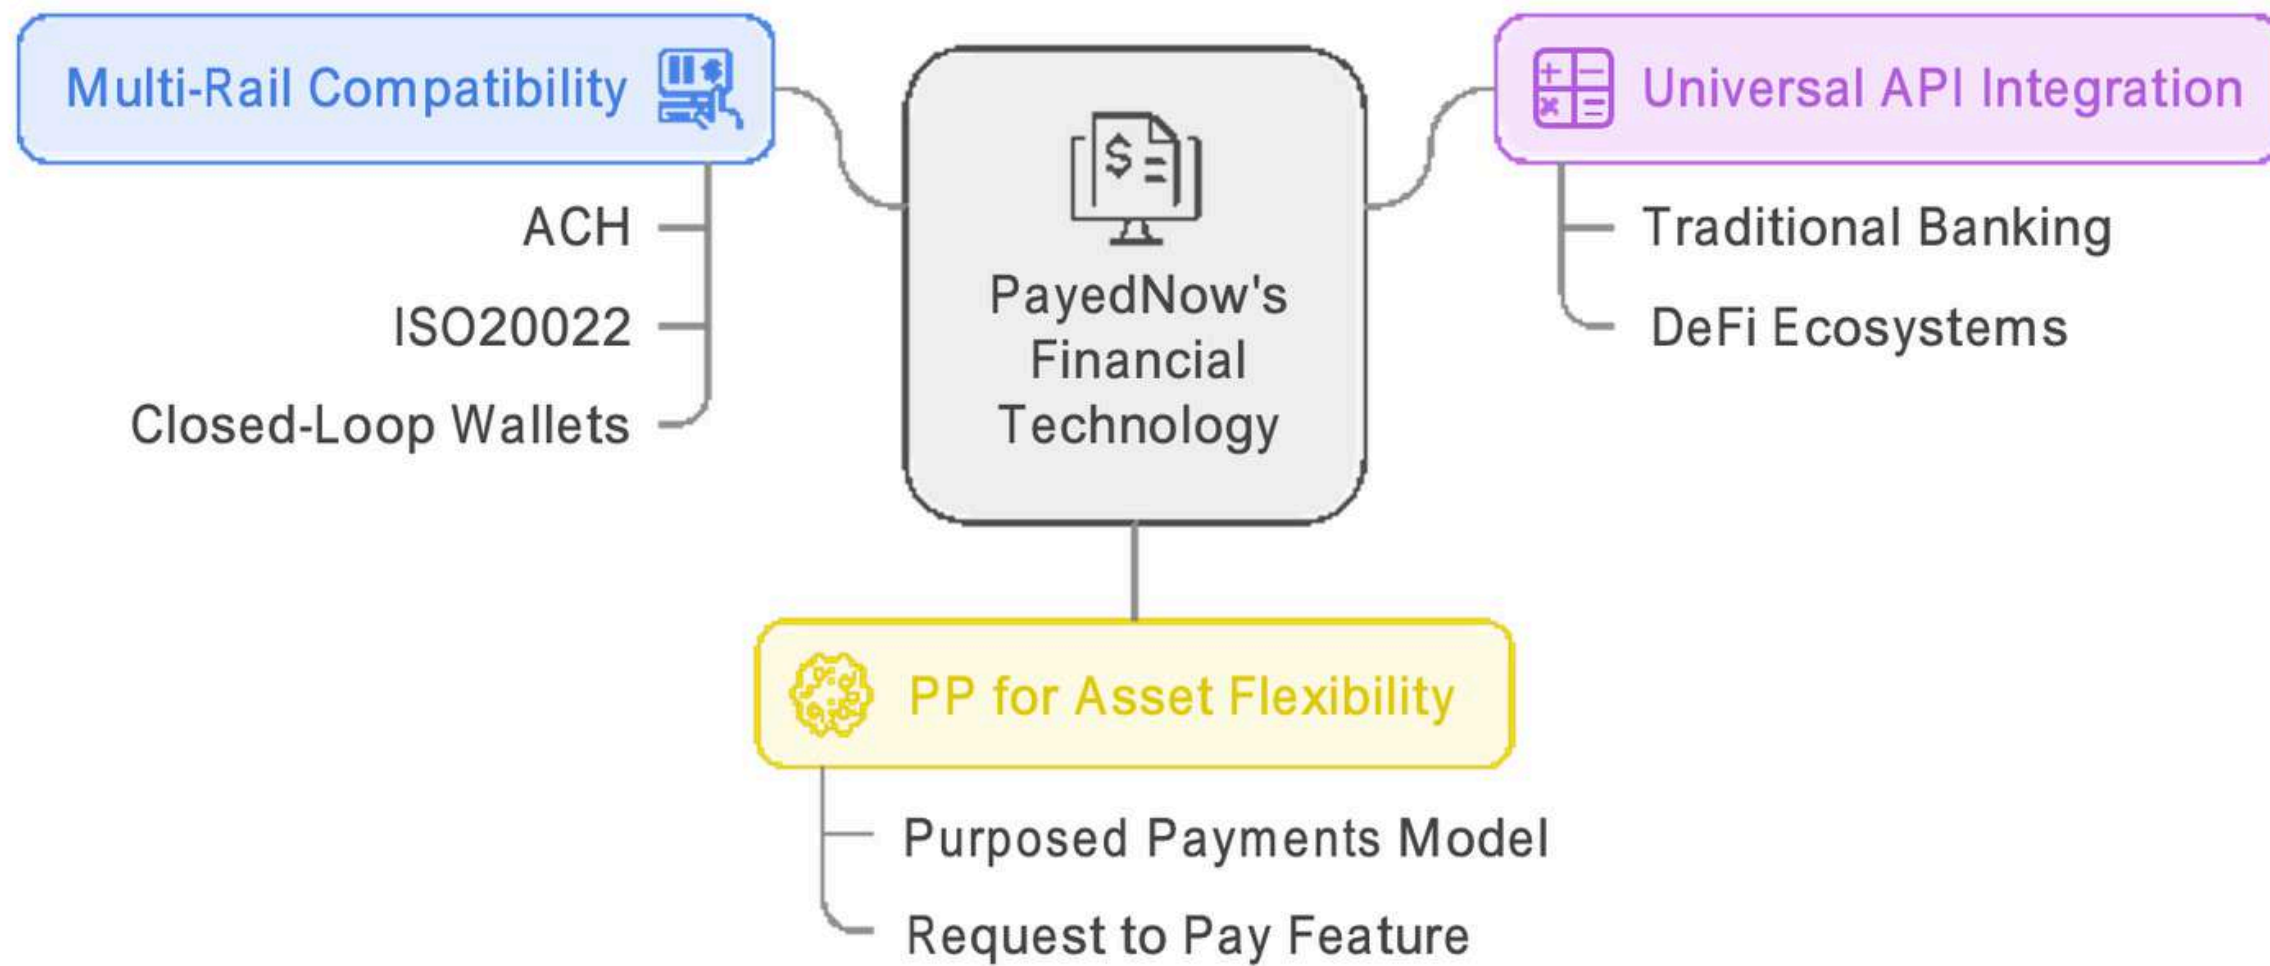 Multi-Rail Compatibility
ACH
ISO20022
Closed-Loop Wallets
PayedNow's
Financial
Technology
Universal API Integration
Traditional Banking
DeFi Ecosystems
PP for Asset Flexibility
Purposed Payments Model
Request to Pay Feature